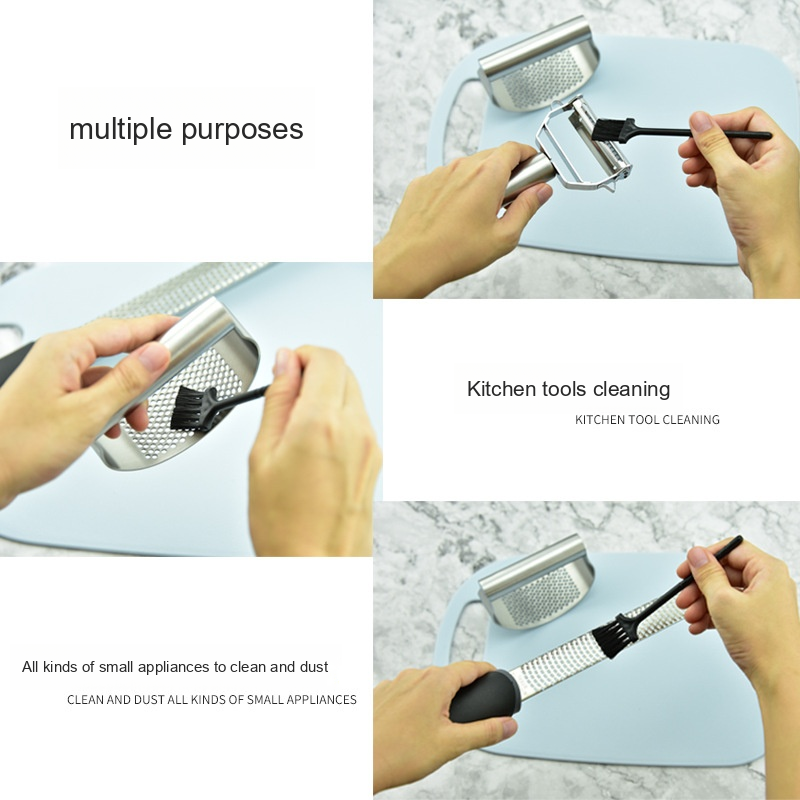 multiple purposes
Kitchen tools cleaning
KITCHEN TOOL CLEANING
All kinds of small appliances to clean and dust
CLEAN AND DUST ALL KINDS OF SMALL APPLIANCES